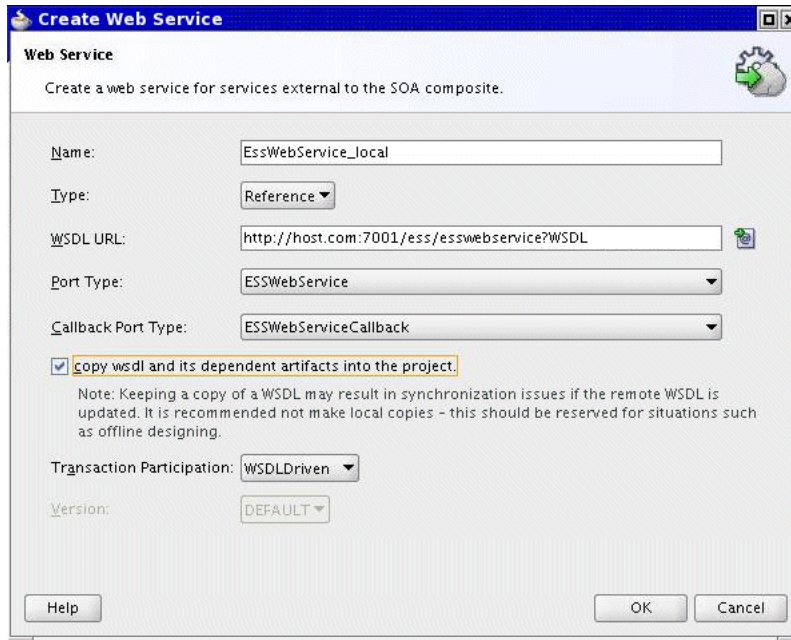 Create Web Service
Web Service
Create a web service for services external to the SOA composite.
Name: EssWebService_local
Type: Reference
WSDL URL: http://host.com:7001/ess/esswebservice?WSDL
Port Type: ESSWebService
Callback Port Type: ESSWebServiceCallback
copy wsdl and its dependent artifacts into the project.
Note: Keeping a copy of a WSDL may result in synchronization issues if the remote WSDL is
updated. It is recommended not make local copies - this should be reserved for situations such
as offline designing.
Transaction Participation: WSDLDriven
Version: DEFAULT
Help OK Cancel